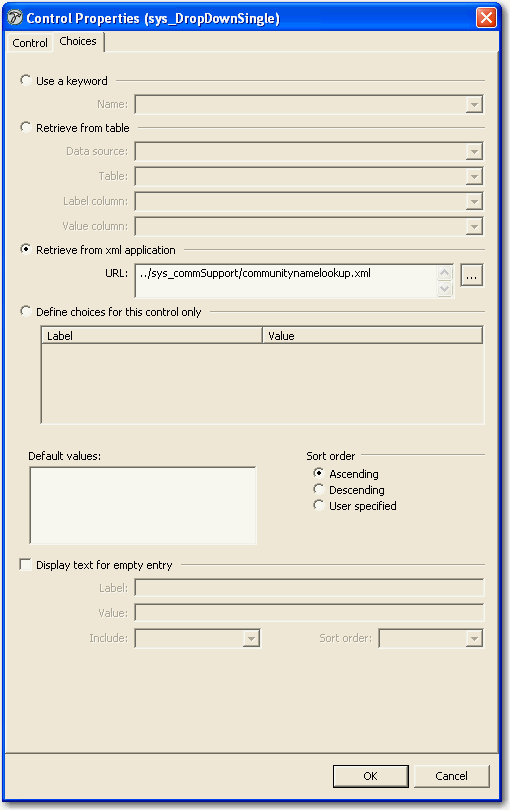 Control Properties (sys_DropDownSingle)
Control Choices
Use a keyword
Name:
Retrieve from table
Data source:
Table:
Label column:
Value column:
Retrieve from xml application
URL: ../sys_commSupport/communitynamelookup.xml ...
Define choices for this control only
Label Value
Default values: Sort order
Ascending
Descending
User specified
Display text for empty entry
Label:
Value:
Include: Sort order:
OK Cancel